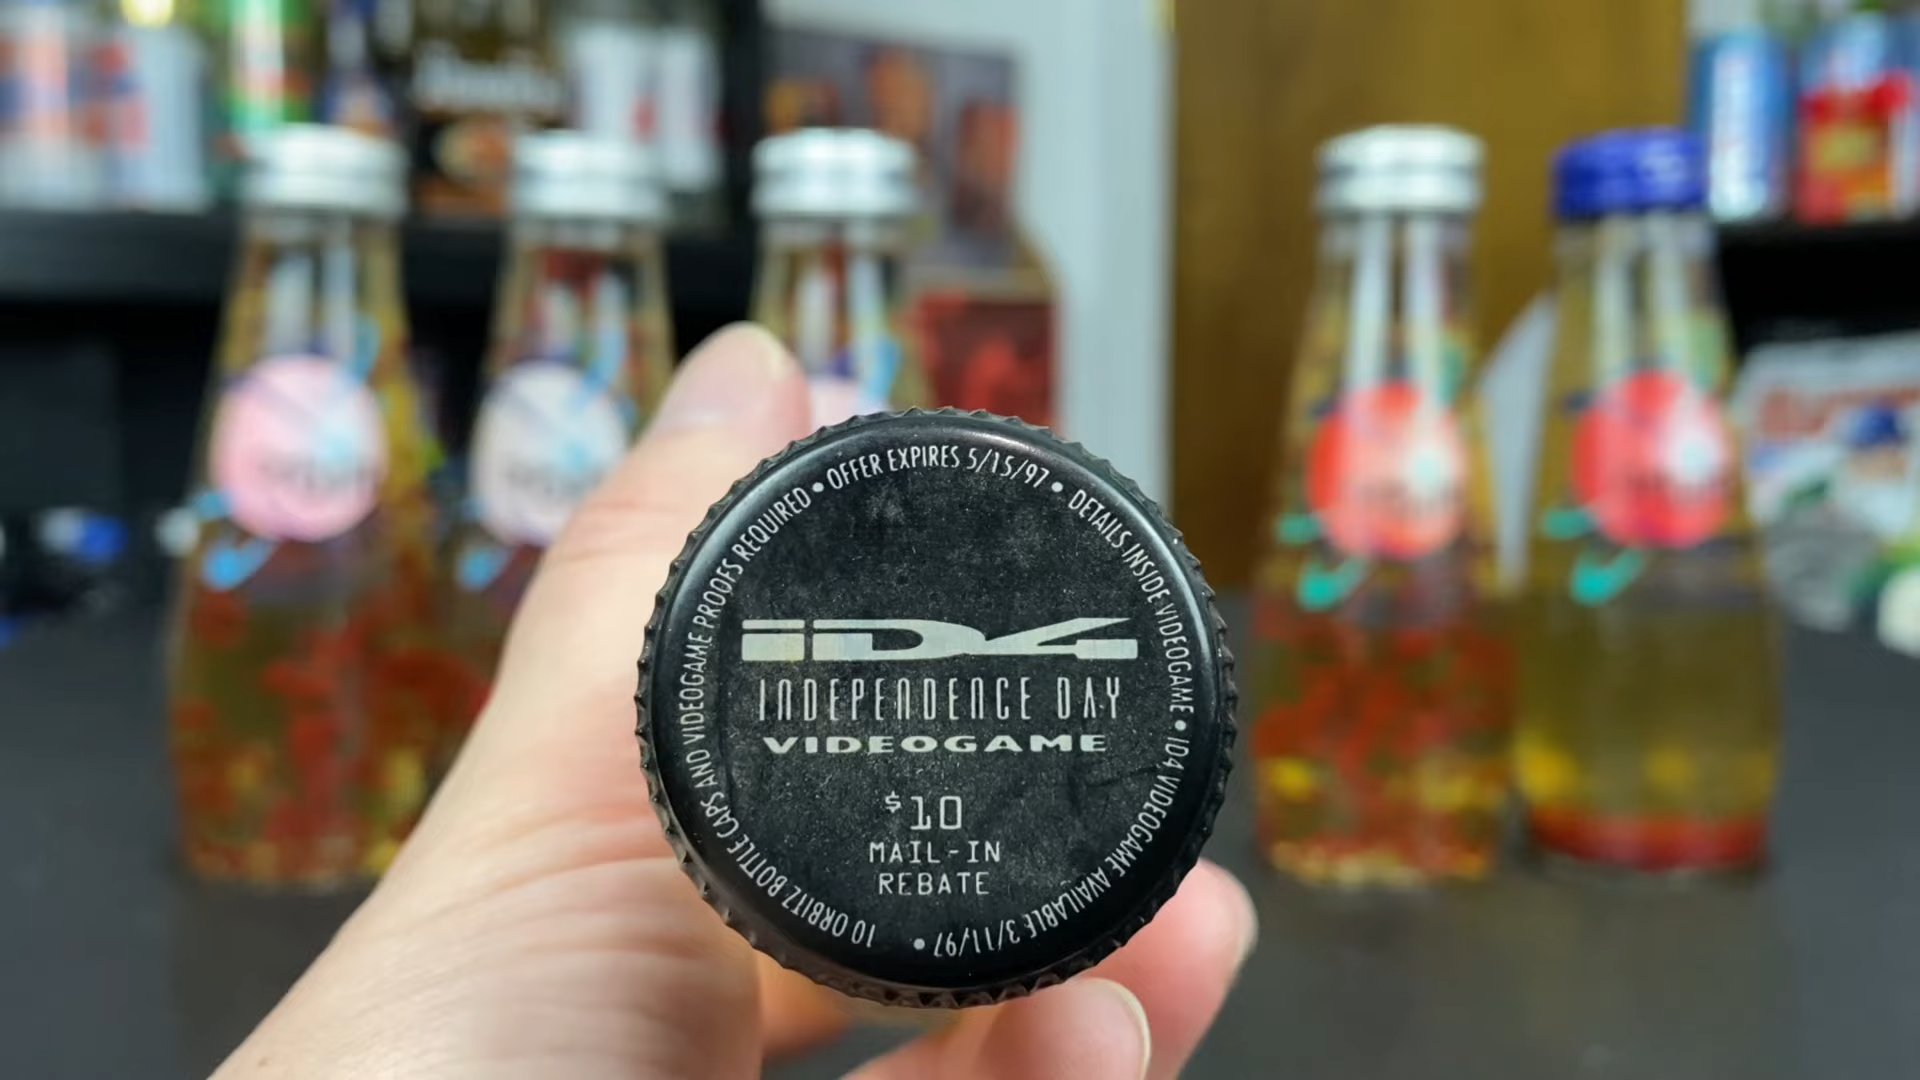 OFFER EXPIRES 5/15/97 • DETAILS INSIDE VIDEOGAME • ID4 VIDEOGAME AVAILABLE 3/11/97 • 10 ORBITZ BOTTLE CAPS AND VIDEOGAME PROOFS REQUIRED •
ID4
INDEPENDENCE DAY
VIDEOGAME
$10
MAIL-IN
REBATE